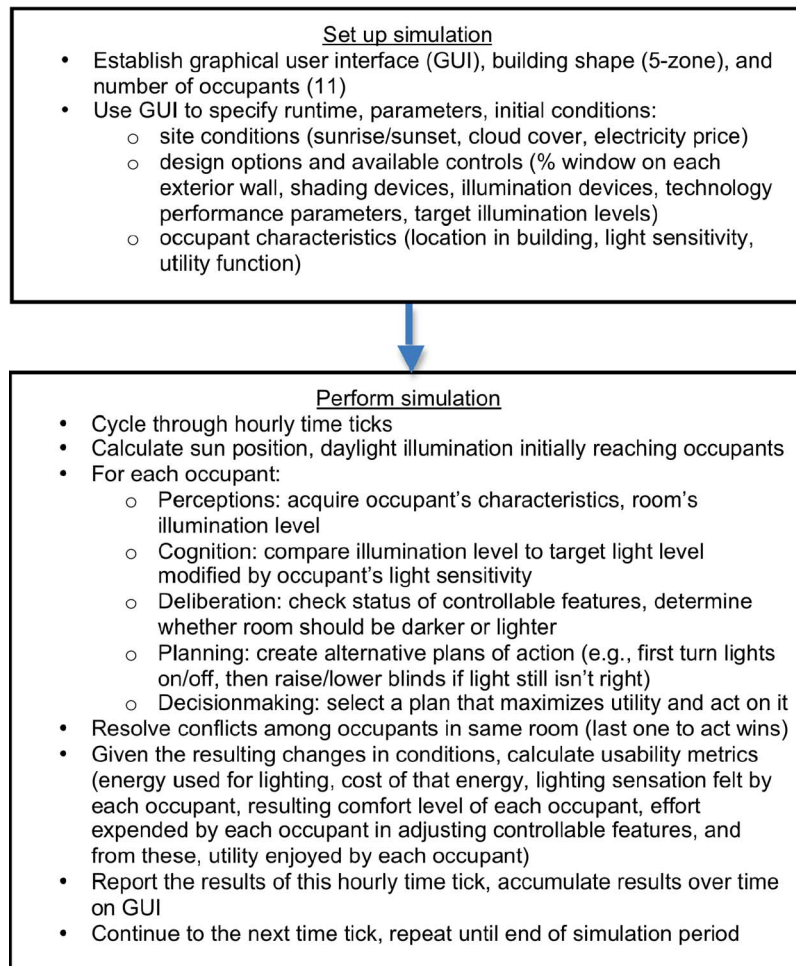 Set up simulation
• Establish graphical user interface (GUI), building shape (5-zone), and
number of occupants (11)
• Use GUI to specify runtime, parameters, initial conditions:
o site conditions (sunrise/sunset, cloud cover, electricity price)
o design options and available controls (% window on each
exterior wall, shading devices, illumination devices, technology
performance parameters, target illumination levels)
o occupant characteristics (location in building, light sensitivity,
utility function)
Perform simulation
• Cycle through hourly time ticks
• Calculate sun position, daylight illumination initially reaching occupants
• For each occupant:
o Perceptions: acquire occupant's characteristics, room's
illumination level
o Cognition: compare illumination level to target light level
modified by occupant's light sensitivity
o Deliberation: check status of controllable features, determine
whether room should be darker or lighter
o Planning: create alternative plans of action (e.g., first turn lights
on/off, then raise/lower blinds if light still isn't right)
o Decisionmaking: select a plan that maximizes utility and act on it
• Resolve conflicts among occupants in same room (last one to act wins)
• Given the resulting changes in conditions, calculate usability metrics
(energy used for lighting, cost of that energy, lighting sensation felt by
each occupant, resulting comfort level of each occupant, effort
expended by each occupant in adjusting controllable features, and
from these, utility enjoyed by each occupant)
• Report the results of this hourly time tick, accumulate results over time
on GUI
• Continue to the next time tick, repeat until end of simulation period